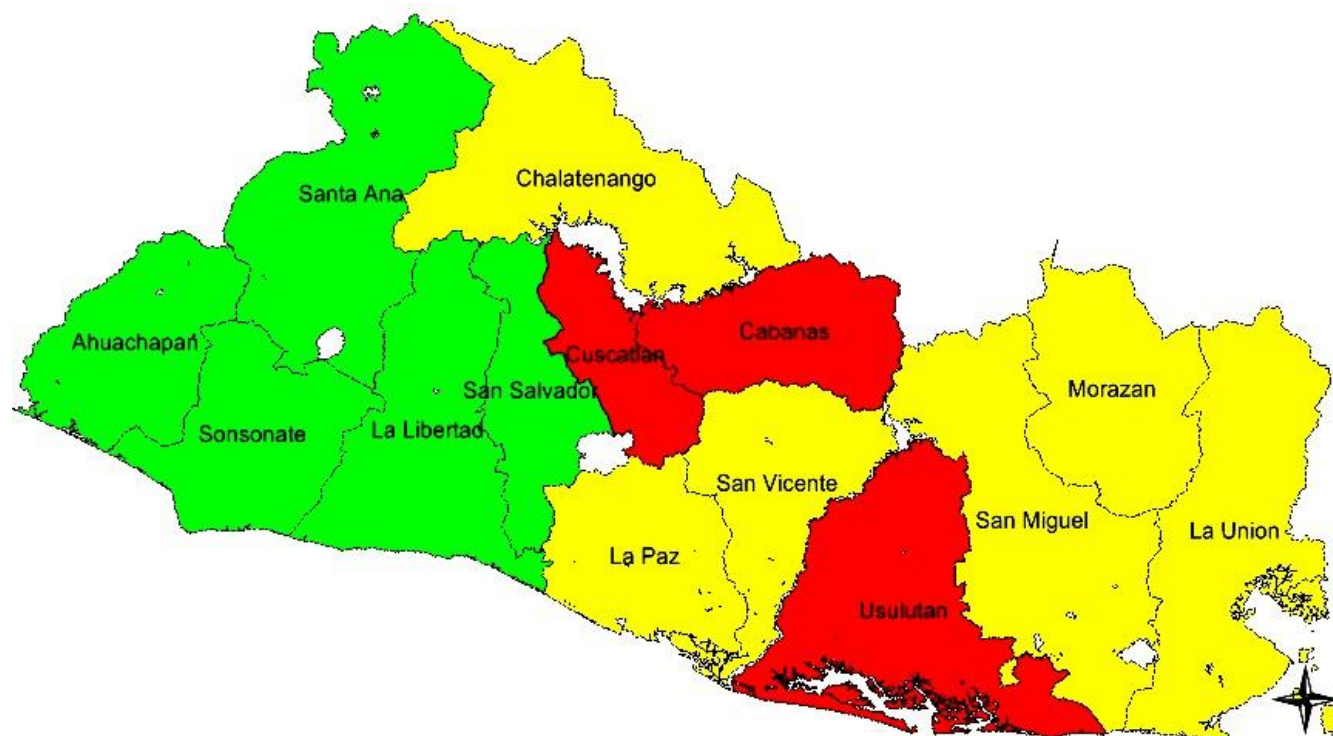 Chalatenango
Santa Ana
Cabanas
Ahuachapan
Cuscatlan
Morazan
San Salvador
Sonsonate
La Libertad
San Vicente
San Miguel
La Union
La Paz
Usulutan